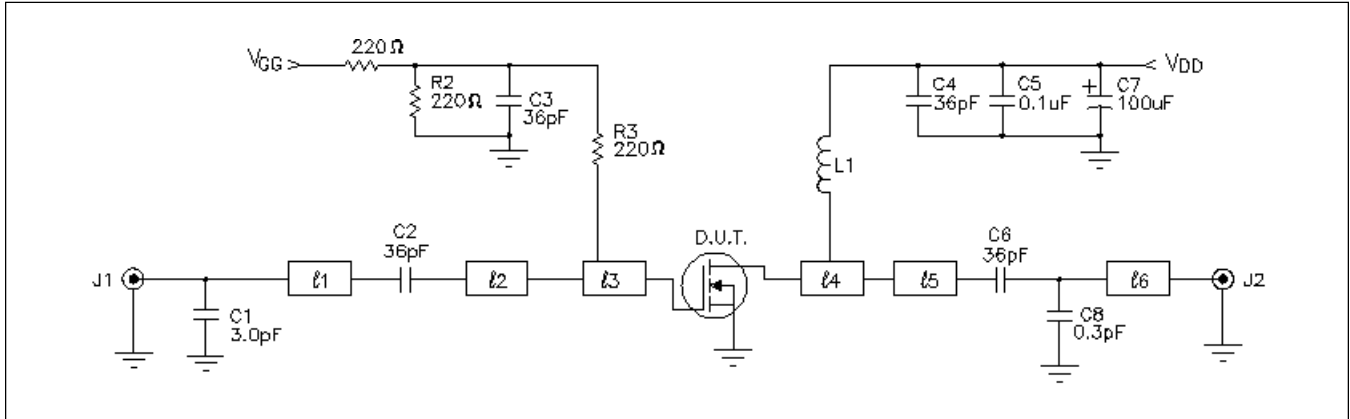 220Ω
VGG
R2
220Ω
C3
36pF
R3
220Ω
C4
36pF
C5
0.1uF
+
C7
100uF
VDD
L1
J1
C1
3.0pF
ℓ1
C2
36pF
ℓ2
ℓ3
D.U.T.
ℓ4
ℓ5
C6
36pF
C8
0.3pF
ℓ6
J2